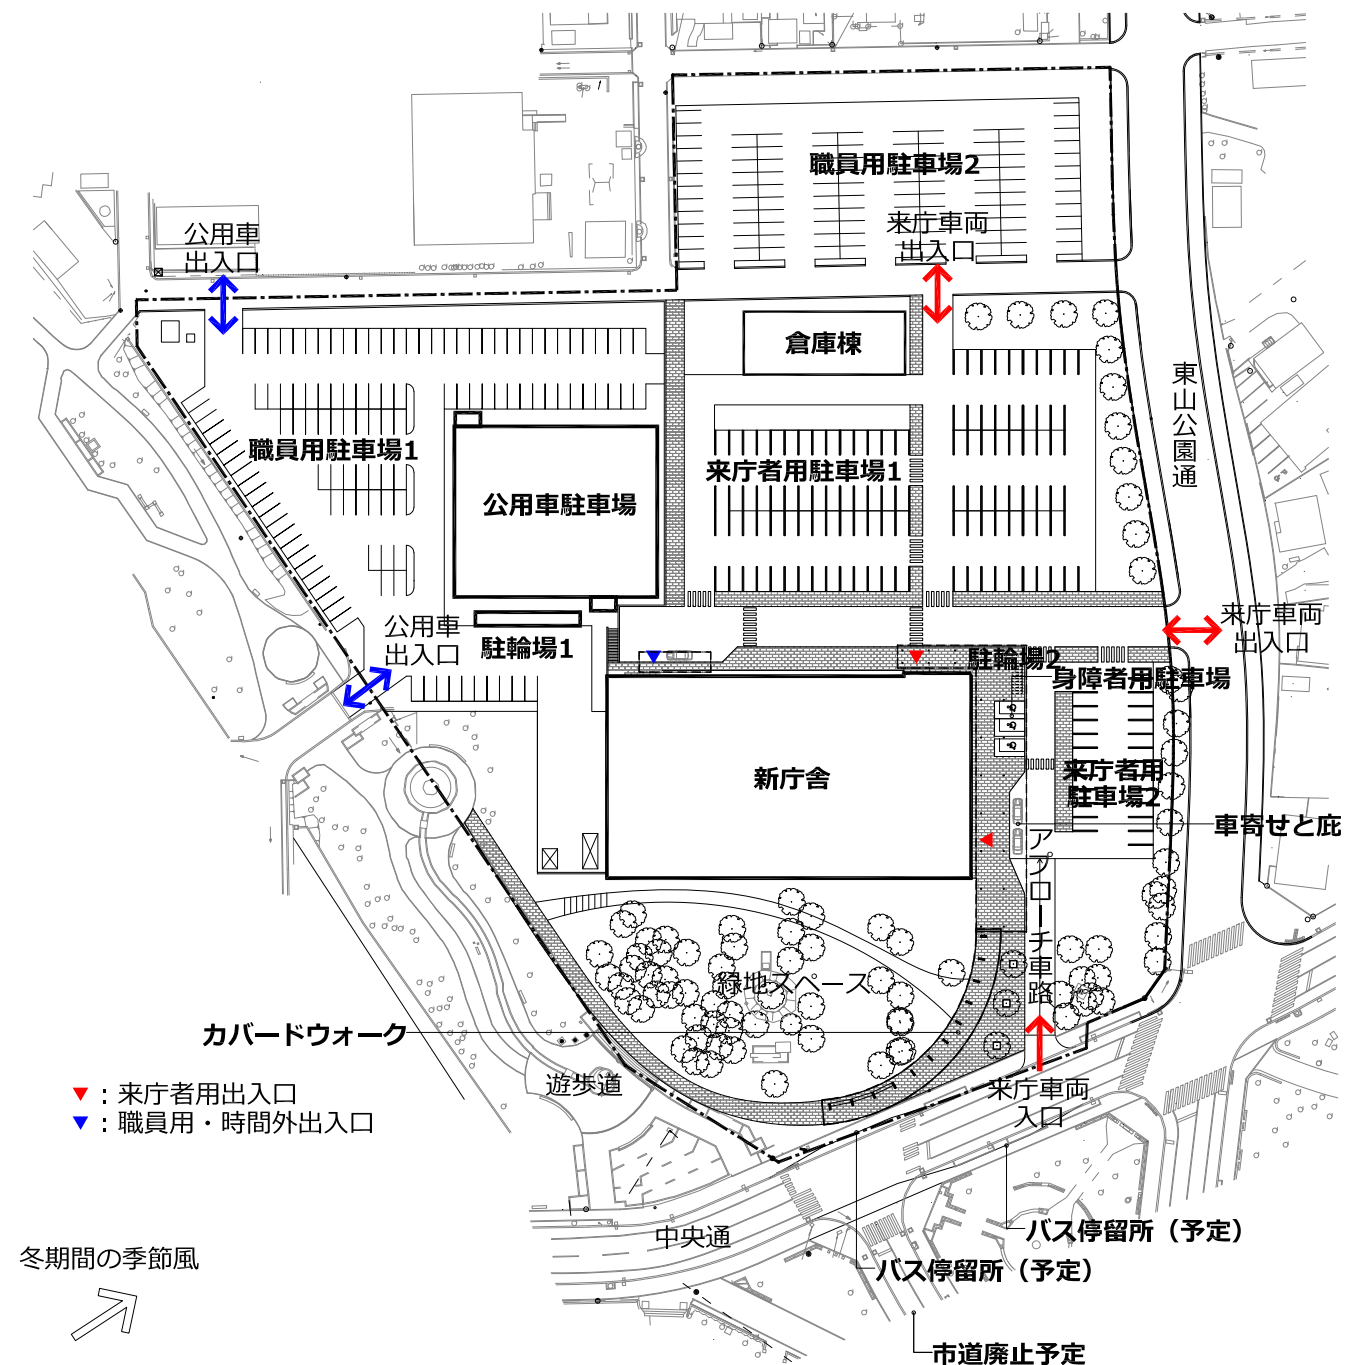 職員用駐車場2
公用車
出入口
来庁車両
出入口
倉庫棟
東山公園通
職員用駐車場1
来庁者用駐車場1
公用車駐車場
公用車
出入口
駐輪場1
来庁車両
出入口
駐輪場2
身障者用駐車場
新庁舎
来庁者用
駐車場2
車寄せと庇
アプローチ車路
緑地スペース
カバードウォーク
遊歩道
来庁車両
入口
▼：来庁者用出入口
▼：職員用・時間外出入口
中央通
バス停留所（予定）
バス停留所（予定）
冬期間の季節風
市道廃止予定